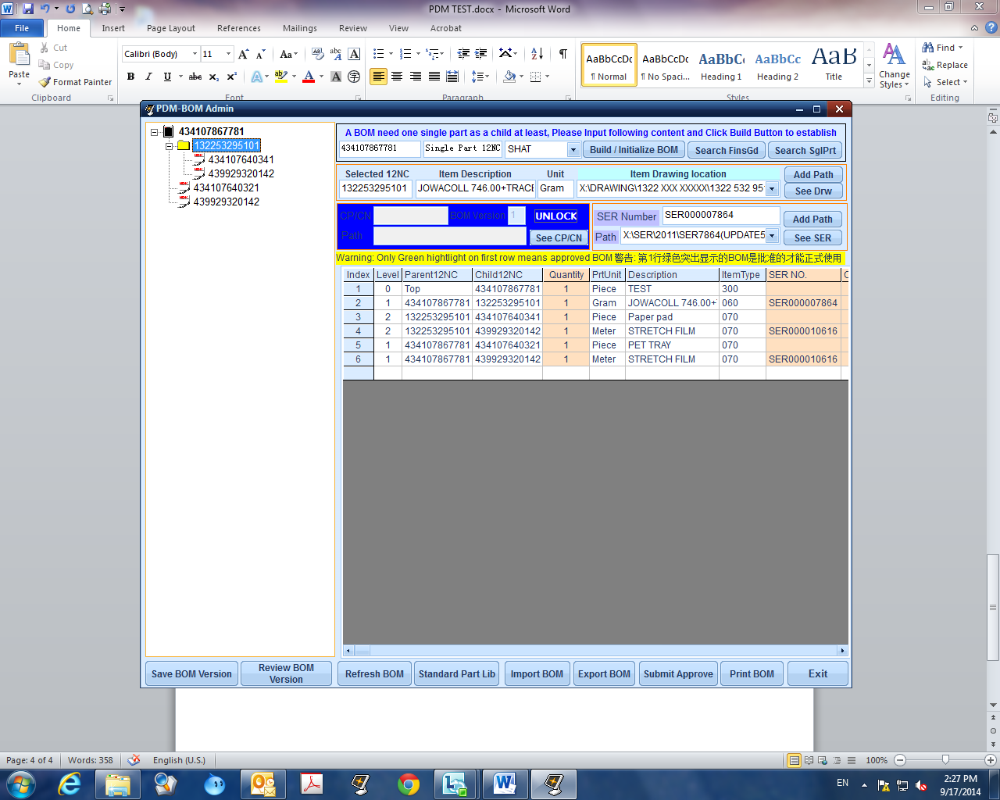 PDM TEST.docx - Microsoft Word
File Home Insert Page Layout References Mailings Review View Acrobat
Paste
Cut
Copy
Format Painter
Clipboard
Calibri (Body) 11
Font
Paragraph
AaBbCcDc AaBbCcDc AaBbCc AaBbCc AaB
¶ Normal ¶ No Spaci... Heading 1 Heading 2 Title
Change Styles
Styles
Find
Replace
Select
Editing
PDM-BOM Admin
434107867781
132253295101
434107640341
439929320142
434107640321
439929320142
A BOM need one single part as a child at least, Please Input following content and Click Build Button to establish
434107867781 Single Part 12NC SHAT Build / Initialize BOM Search FinsGd Search SglPrt
Selected 12NC Item Description Unit Item Drawing location Add Path
132253295101 JOWACOLL 746.00+TRACE Gram X:\DRAWING\1322 XXX XXXXX\1322 532 95 See Drw
CP/CN BOM Version 1 UNLOCK
Path See CP/CN
SER Number SER000007864 Add Path
Path X:\SER\2011\SER7864(UPDATE5 See SER
Warning: Only Green hightlight on first row means approved BOM 警告: 第1行绿色突出显示的BOM是批准的才能正式使用
Index Level Parent12NC Child12NC Quantity PrtUnit Description ItemType SER NO.
1 0 Top 434107867781 1 Piece TEST 300
2 1 434107867781 132253295101 1 Gram JOWACOLL 746.00+ 060 SER000007864
3 2 132253295101 434107640341 1 Piece Paper pad 070
4 2 132253295101 439929320142 1 Meter STRETCH FILM 070 SER000010616
5 1 434107867781 434107640321 1 Piece PET TRAY 070
6 1 434107867781 439929320142 1 Meter STRETCH FILM 070 SER000010616
Save BOM Version Review BOM Version Refresh BOM Standard Part Lib Import BOM Export BOM Submit Approve Print BOM Exit
Page: 4 of 4 Words: 358 English (U.S.) 100%
EN 2:27 PM
9/17/2014